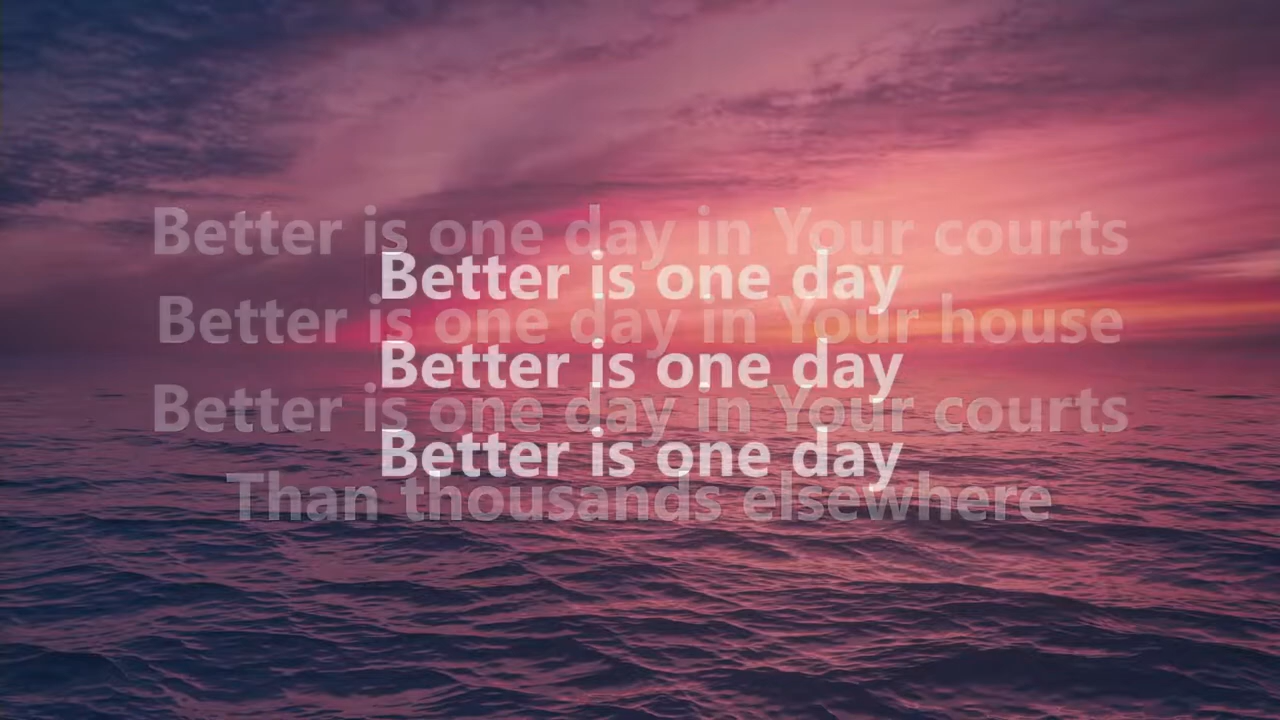 Better is one day in Your courts
Better is one day
Better is one day in Your house
Better is one day
Better is one day in Your courts
Better is one day
Than thousands elsewhere